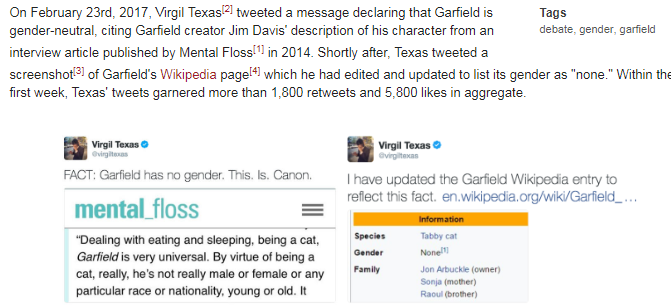 On February 23rd, 2017, Virgil Texas[2] tweeted a message declaring that Garfield is
gender-neutral, citing Garfield creator Jim Davis' description of his character from an
interview article published by Mental Floss[1] in 2014. Shortly after, Texas tweeted a
screenshot[3] of Garfield's Wikipedia page[4] which he had edited and updated to list its gender as "none." Within the
first week, Texas' tweets garnered more than 1,800 retweets and 5,800 likes in aggregate.
Tags
debate, gender, garfield
Virgil Texas
@virgiltexas
FACT: Garfield has no gender. This. Is. Canon.
mental_floss
"Dealing with eating and sleeping, being a cat,
Garfield is very universal. By virtue of being a
cat, really, he's not really male or female or any
particular race or nationality, young or old. It
Virgil Texas
@virgiltexas
I have updated the Garfield Wikipedia entry to
reflect this fact. en.wikipedia.org/wiki/Garfield_...
Information
Species Tabby cat
Gender None[1]
Family Jon Arbuckle (owner)
Sonja (mother)
Raoul (brother)